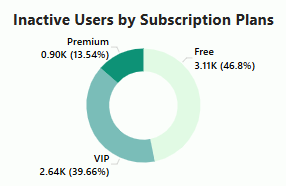 Inactive Users by Subscription Plans
Premium
0.90K (13.54%)
Free
3.11K (46.8%)
VIP
2.64K (39.66%)